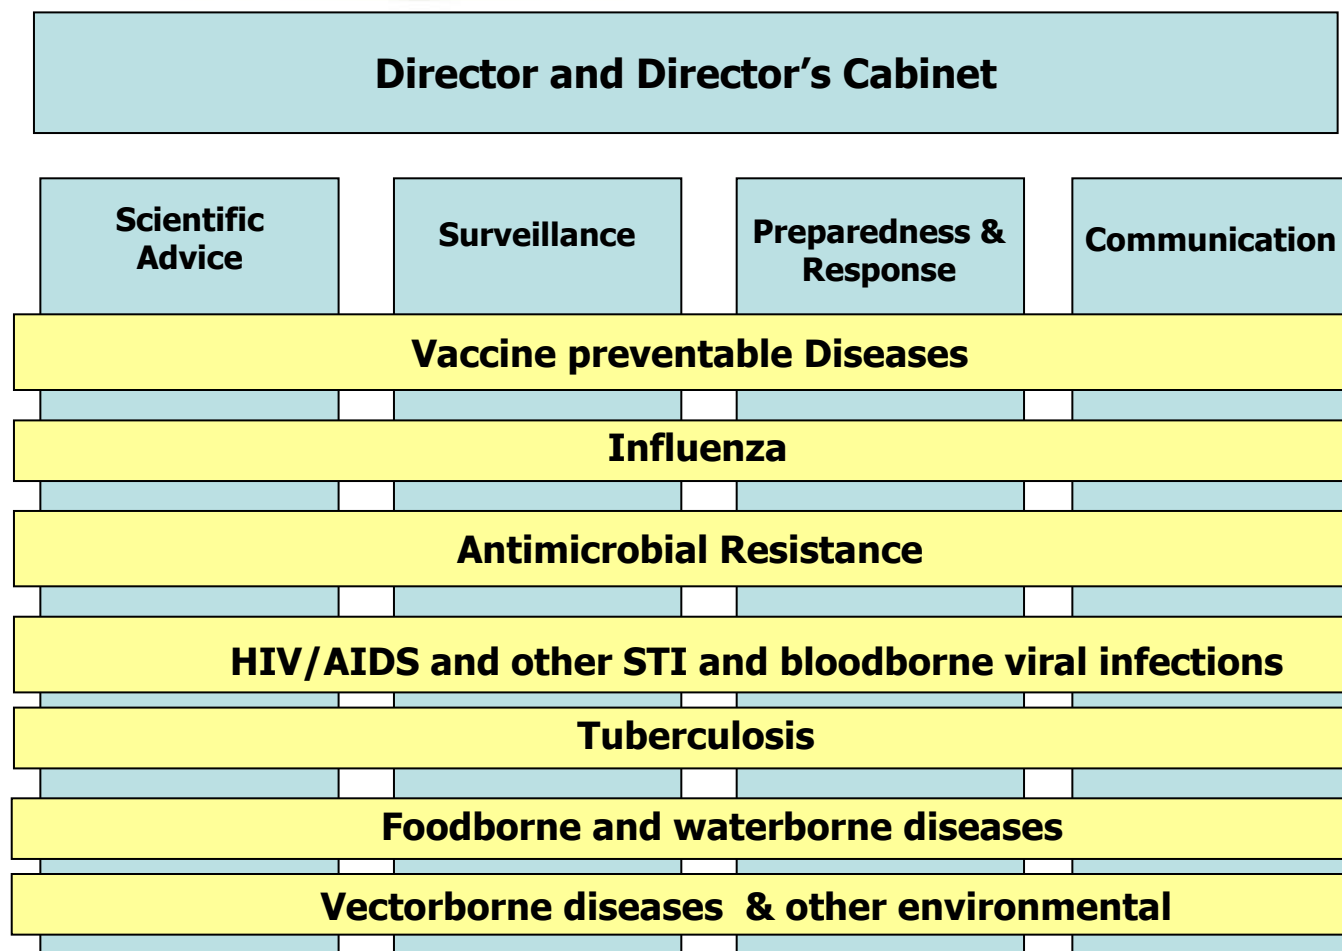 Director and Director’s Cabinet
Scientific
Advice
Surveillance
Preparedness &
Response
Communication
Vaccine preventable Diseases
Influenza
Antimicrobial Resistance
HIV/AIDS and other STI and bloodborne viral infections
Tuberculosis
Foodborne and waterborne diseases
Vectorborne diseases & other environmental